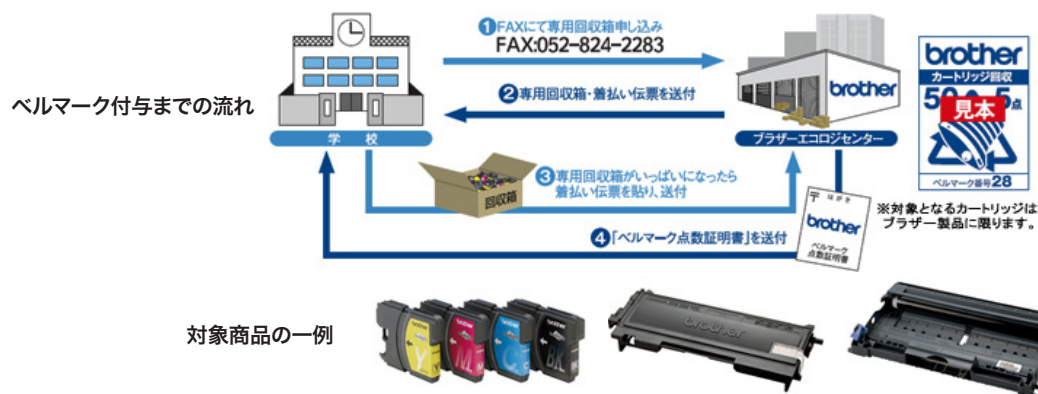 ベルマーク付与までの流れ
①FAXにて専用回収箱申し込み
FAX:052-824-2283
②専用回収箱・着払い伝票を送付
学 校
brother
ブラザーエコロジセンター
brother
カートリッジ回収
見本
5点
ベルマーク番号28
③専用回収箱がいっぱいになったら
着払い伝票を貼り、送付
回収箱
④「ベルマーク点数証明書」を送付
〒 はがき
brother
ベルマーク
点数証明書
※対象となるカートリッジは
ブラザー製品に限ります。
対象商品の一例
brother